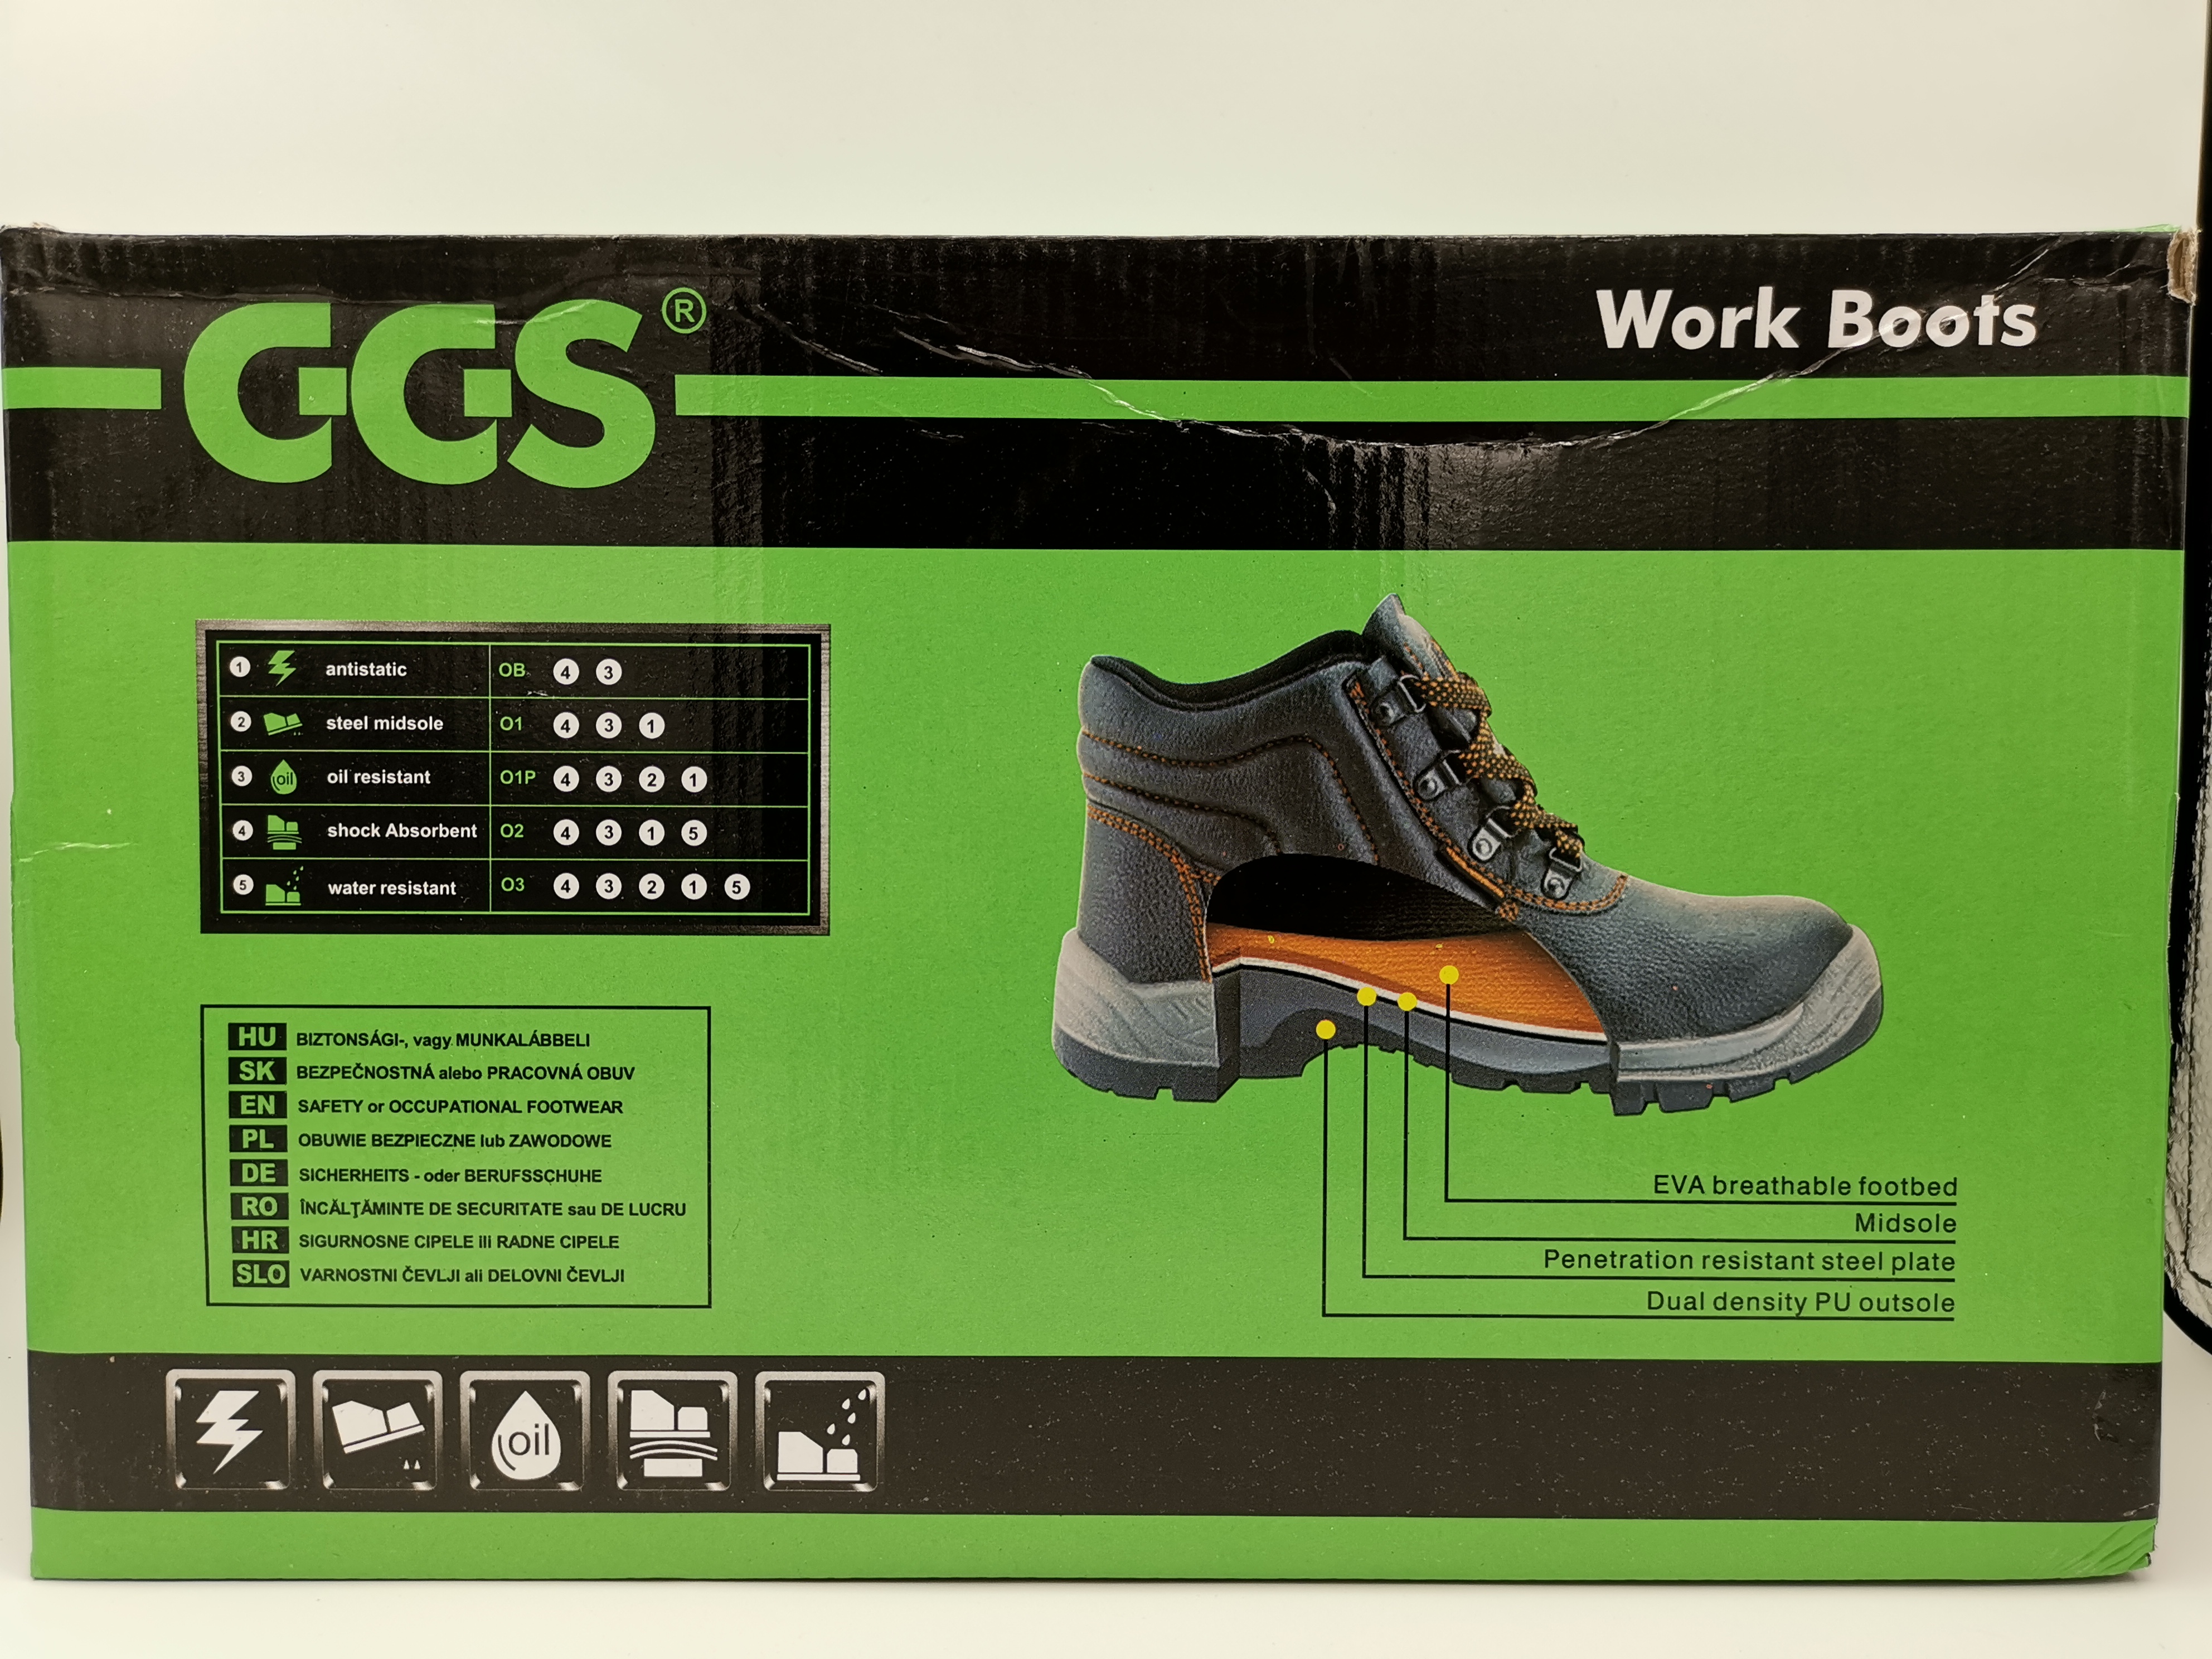 GGS®
Work Boots
1 antistatic OB 4 3
2 steel midsole O1 4 3 1
3 oil oil resistant O1P 4 3 2 1
4 shock Absorbent O2 4 3 1 5
5 water resistant O3 4 3 2 1 5
HU BIZTONSÁGI-, vagy MUNKALÁBBELI
SK BEZPEČNOSTNÁ alebo PRACOVNÁ OBUV
EN SAFETY or OCCUPATIONAL FOOTWEAR
PL OBUWIE BEZPIECZNE lub ZAWODOWE
DE SICHERHEITS - oder BERUFSSCHUHE
RO ÎNCĂLŢĂMINTE DE SECURITATE sau DE LUCRU
HR SIGURNOSNE CIPELE ili RADNE CIPELE
SLO VARNOSTNI ČEVLJI ali DELOVNI ČEVLJI
EVA breathable footbed
Midsole
Penetration resistant steel plate
Dual density PU outsole
oil